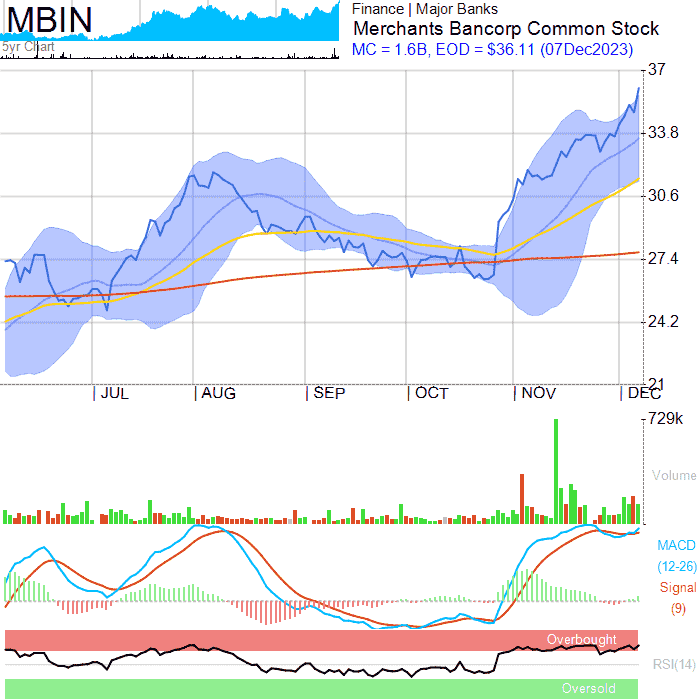 MBIN
5yr Chart
Finance | Major Banks
Merchants Bancorp Common Stock
MC = 1.6B, EOD = $36.11 (07Dec2023)
37
33.8
30.6
27.4
24.2
21
JUL AUG SEP OCT NOV DEC
729k
Volume
MACD
(12-26)
Signal
(9)
Overbought
RSI(14)
Oversold